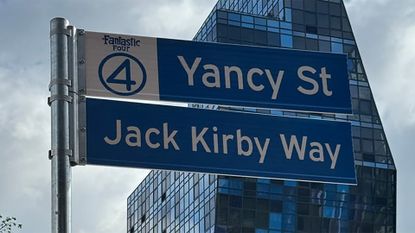 Fantastic
Four
4
Yancy St
Jack Kirby Way